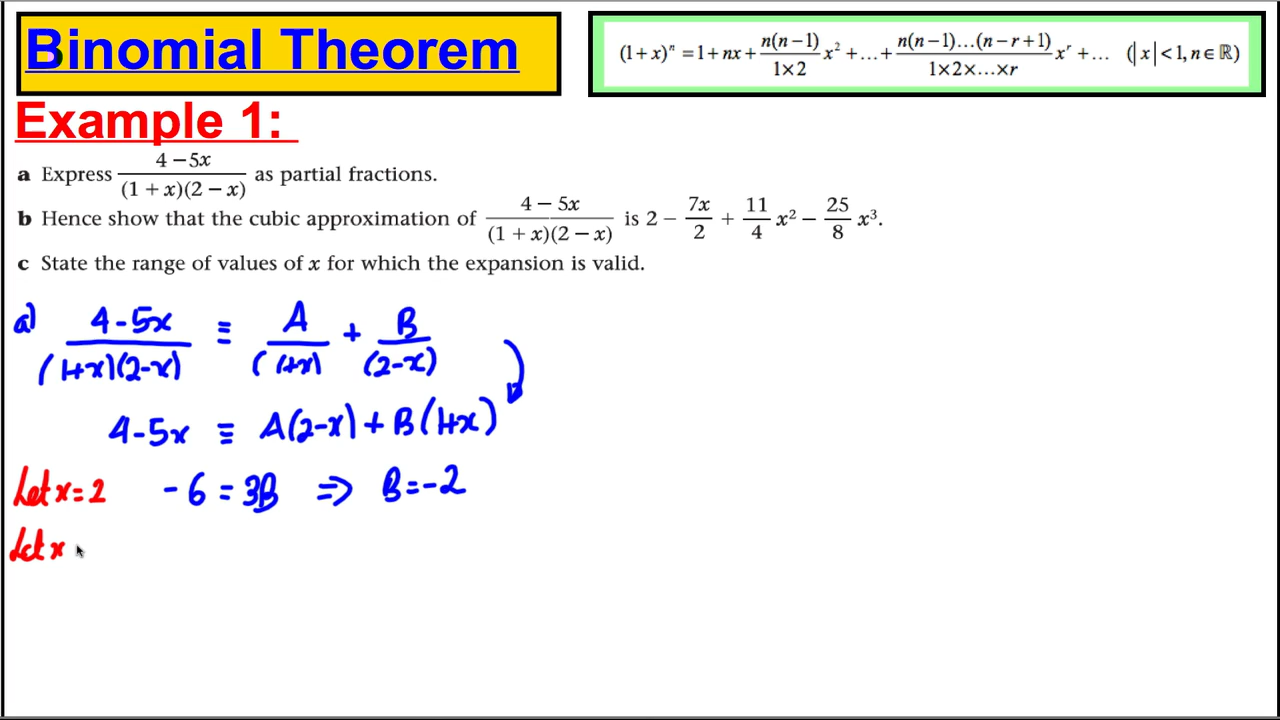 Binomial Theorem
(1+x)ⁿ = 1 + nx + n(n−1)/1×2 x² + ... + n(n−1)...(n−r+1)/1×2×...×r xʳ + ... (|x| < 1, n ∈ ℝ)
Example 1:
a Express 4 − 5x/(1 + x)(2 − x) as partial fractions.
b Hence show that the cubic approximation of 4 − 5x/(1 + x)(2 − x) is 2 − 7x/2 + 11/4 x² − 25/8 x³.
c State the range of values of x for which the expansion is valid.
a) 4-5x/(1+x)(2-x) ≡ A/(1+x) + B/(2-x)
4-5x ≡ A(2-x) + B(1+x)
Let x = 2 -6 = 3B ⇒ B = -2
Let x